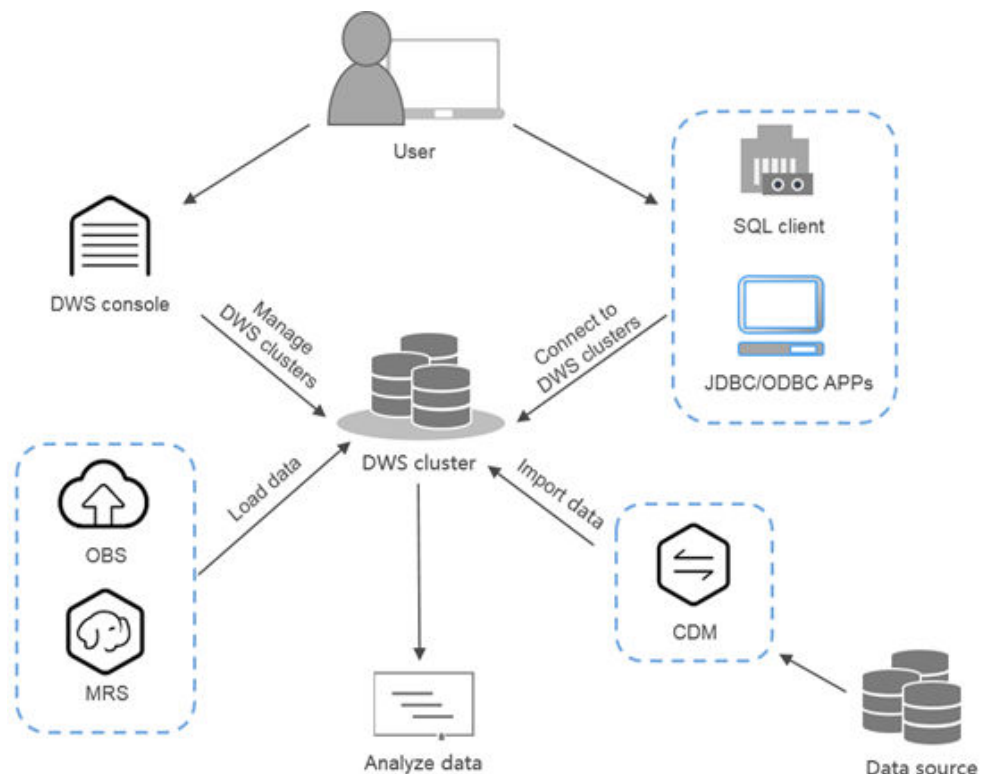 User
SQL client
DWS console
JDBC/ODBC APPs
Manage
DWS clusters
Connect to
DWS clusters
DWS cluster
Load data
Import data
OBS
MRS
CDM
Analyze data
Data source